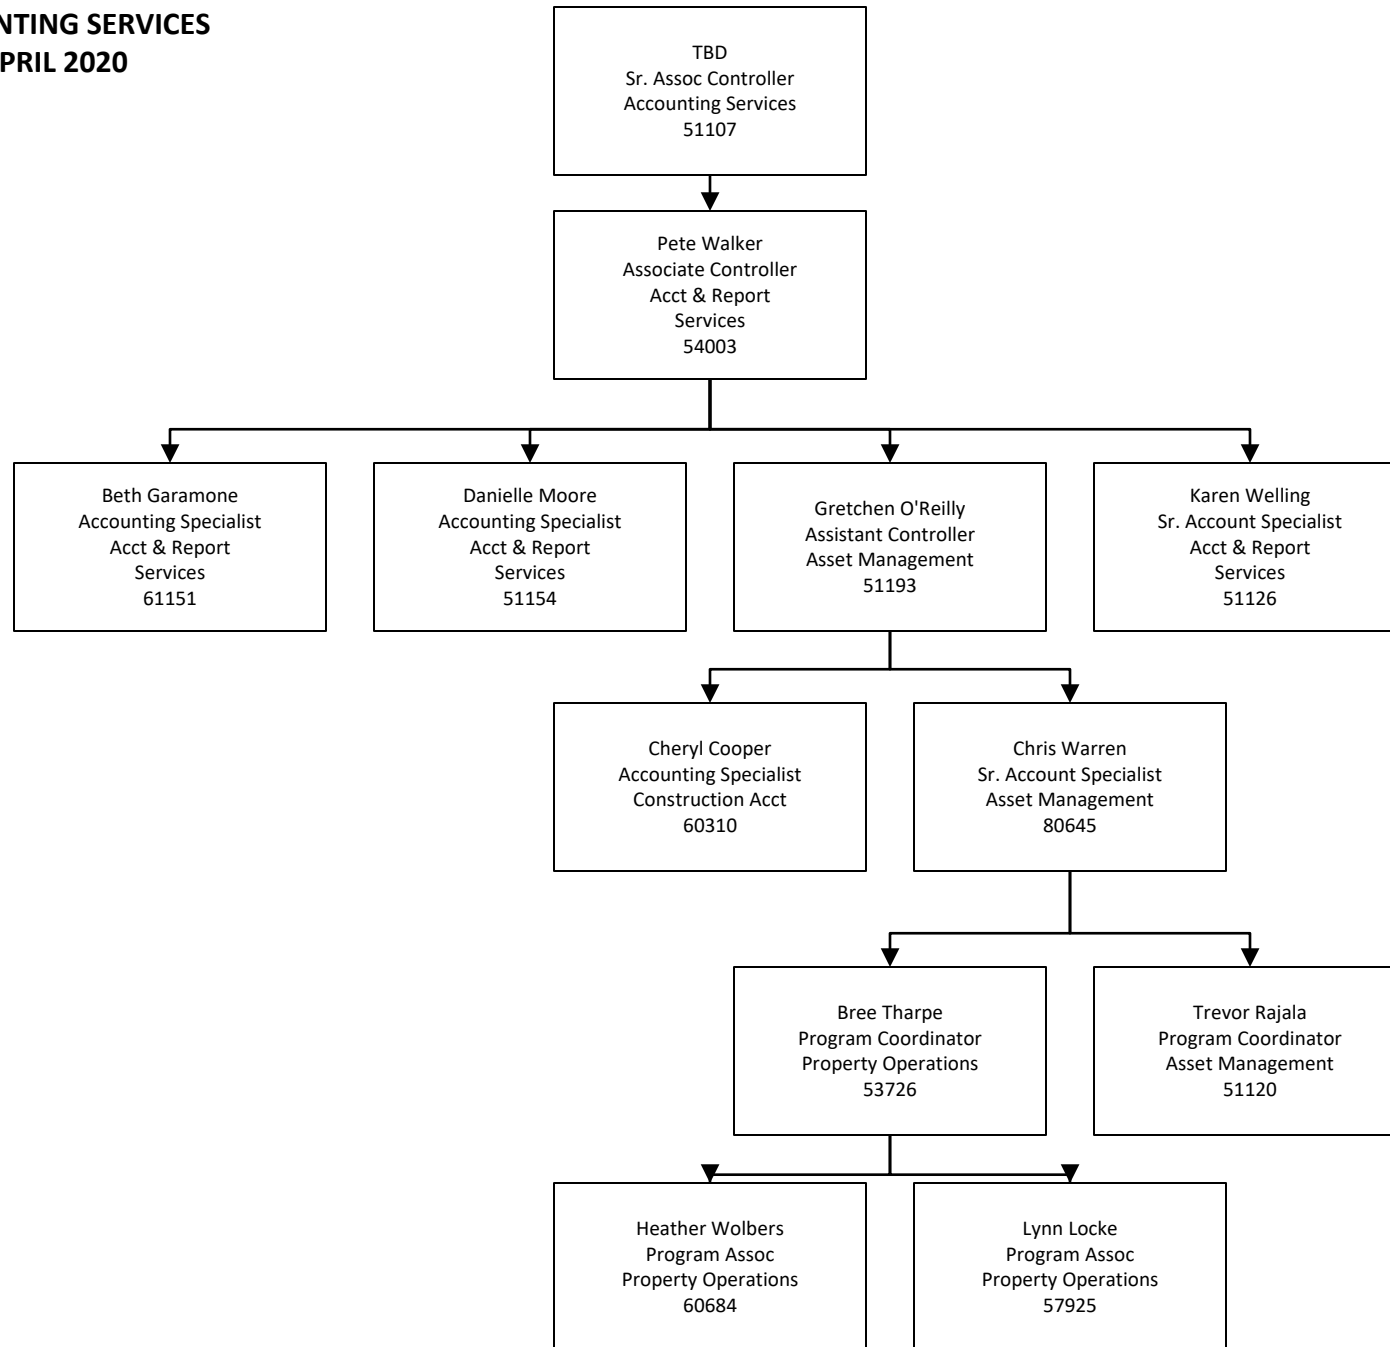 NTING SERVICES
PRIL 2020
TBD
Sr. Assoc Controller
Accounting Services
51107
Pete Walker
Associate Controller
Acct & Report
Services
54003
Beth Garamone
Accounting Specialist
Acct & Report
Services
61151
Danielle Moore
Accounting Specialist
Acct & Report
Services
51154
Gretchen O'Reilly
Assistant Controller
Asset Management
51193
Karen Welling
Sr. Account Specialist
Acct & Report
Services
51126
Cheryl Cooper
Accounting Specialist
Construction Acct
60310
Chris Warren
Sr. Account Specialist
Asset Management
80645
Bree Tharpe
Program Coordinator
Property Operations
53726
Trevor Rajala
Program Coordinator
Asset Management
51120
Heather Wolbers
Program Assoc
Property Operations
60684
Lynn Locke
Program Assoc
Property Operations
57925